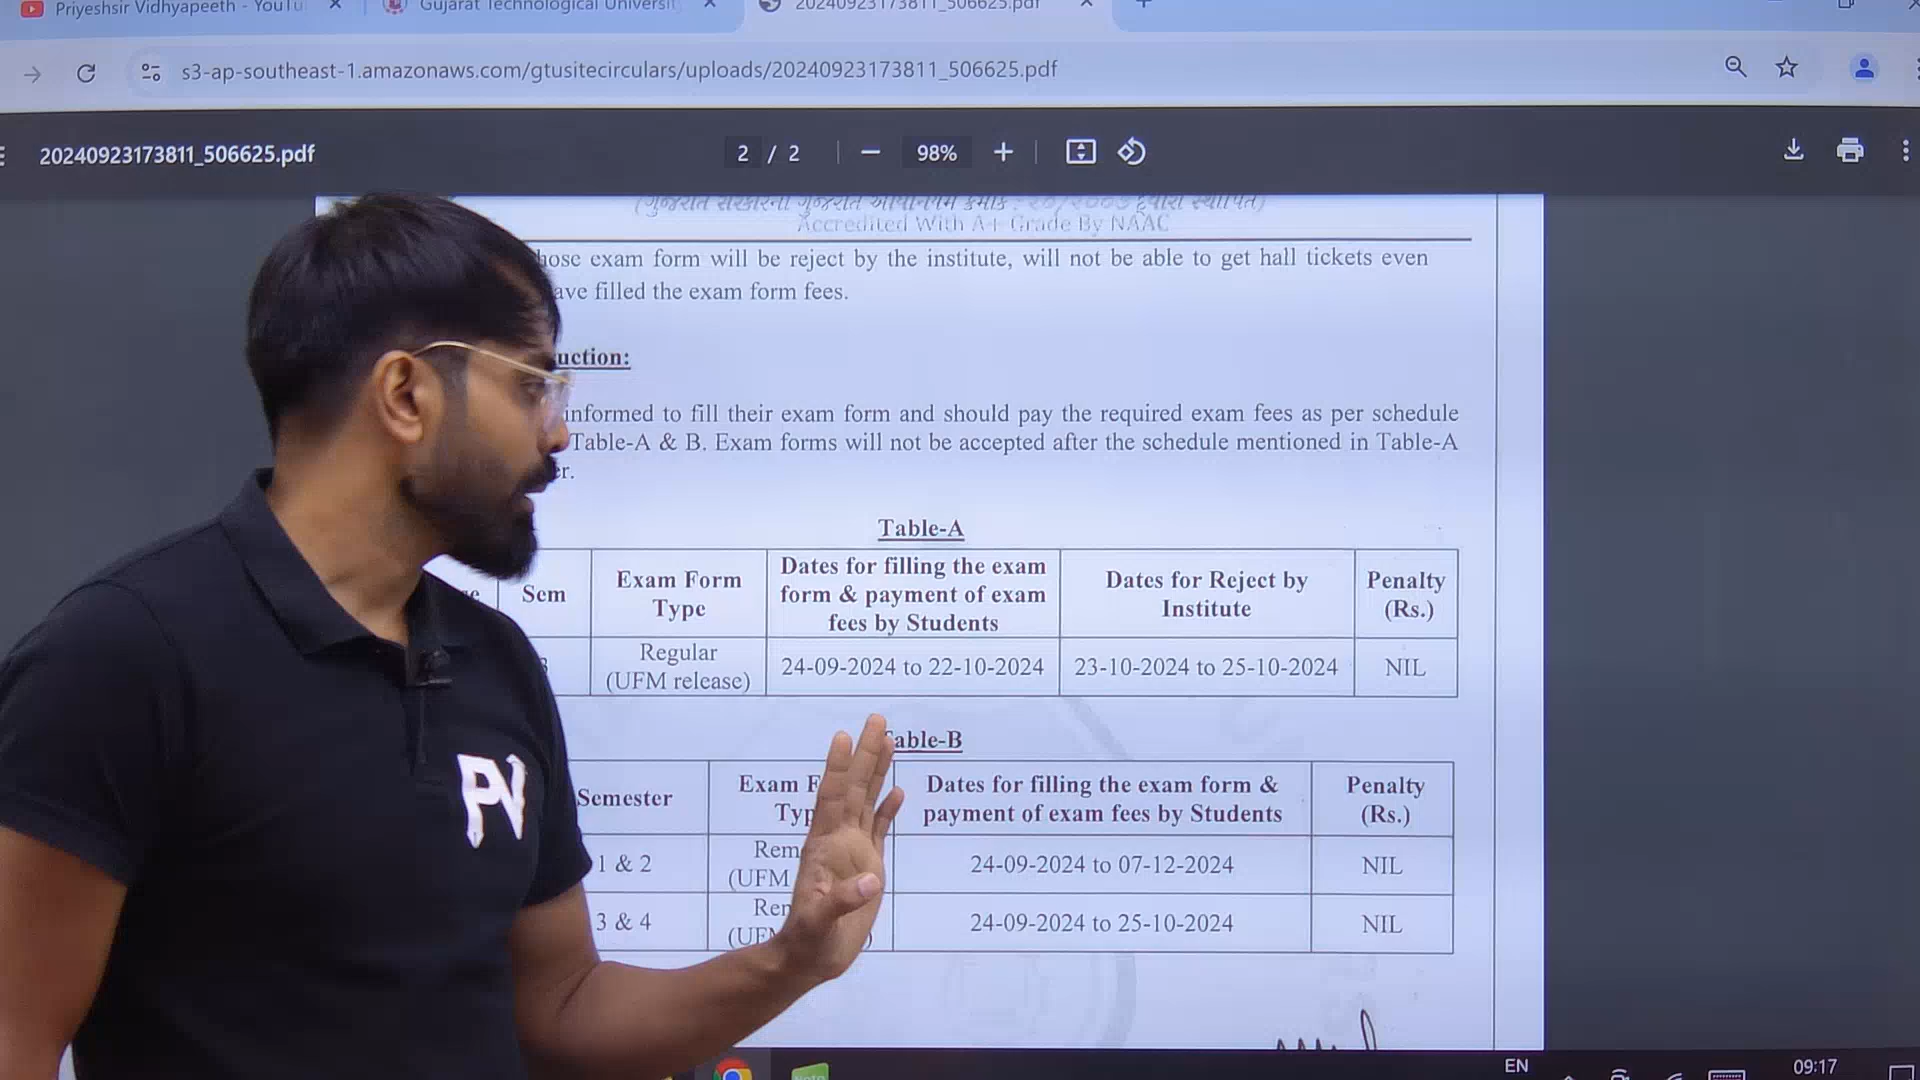 Priyeshsir Vidhyapeeth - YouTu
Gujarat Technological Universit
20240923173811_506625.pdf
s3-ap-southeast-1.amazonaws.com/gtusitecirculars/uploads/20240923173811_506625.pdf
20240923173811_506625.pdf
2 / 2
98%
Accredited With A+ Grade By NAAC
hose exam form will be reject by the institute, will not be able to get hall tickets even
ave filled the exam form fees.
uction:
informed to fill their exam form and should pay the required exam fees as per schedule
Table-A & B. Exam forms will not be accepted after the schedule mentioned in Table-A
er.
Table-A
Sem
Exam Form
Type
Dates for filling the exam
form & payment of exam
fees by Students
Dates for Reject by
Institute
Penalty
(Rs.)
Regular
(UFM release)
24-09-2024 to 22-10-2024
23-10-2024 to 25-10-2024
NIL
able-B
Semester
Exam F
Typ
Dates for filling the exam form &
payment of exam fees by Students
Penalty
(Rs.)
1 & 2
Rem
(UFM
24-09-2024 to 07-12-2024
NIL
3 & 4
Rem
(UFM
)
24-09-2024 to 25-10-2024
NIL
PV
EN
09:17